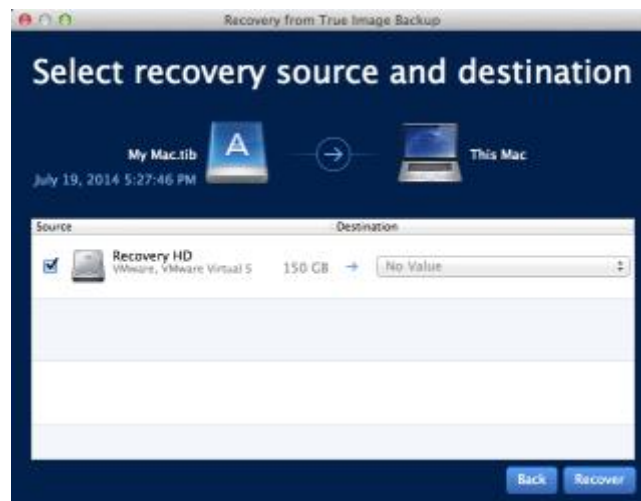 Recovery from True Image Backup
Select recovery source and destination
My Mac.tib
July 19, 2014 5:27:46 PM
This Mac
Source Destination
Recovery HD
VMware, VMware Virtual S
150 GB
No Value
Back Recover